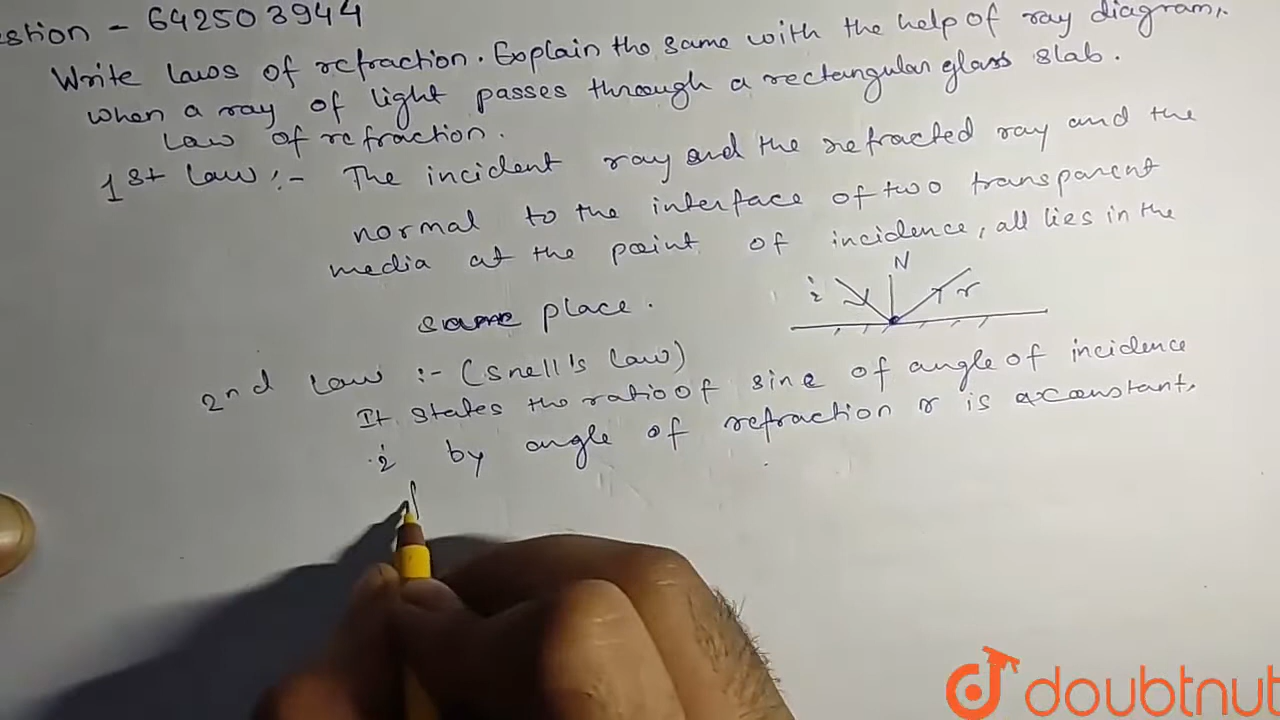 estion - 642503944
Write laws of refraction. Explain the same with the help of ray diagram,
when a ray of light passes through a rectangular glass slab.
Law of refraction.
1st law :- The incident ray and the refracted ray and the
normal to the interface of two transparent
media at the point of incidence, all lies in the
same place.
N
i r
2nd law :- (Snell's law)
It states the ratio of sine of angle of incidence
i by angle of refraction r is a constant.
doubtnut